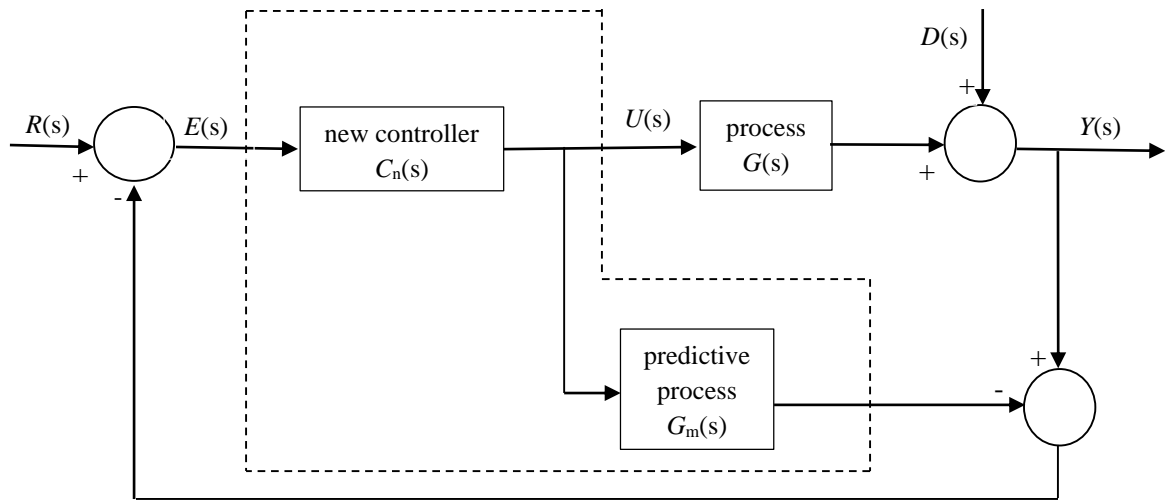 D(s)
+
R(s)
E(s)
new controller
Cn(s)
U(s)
process
G(s)
Y(s)
+
+
-
predictive
process
Gm(s)
+
-